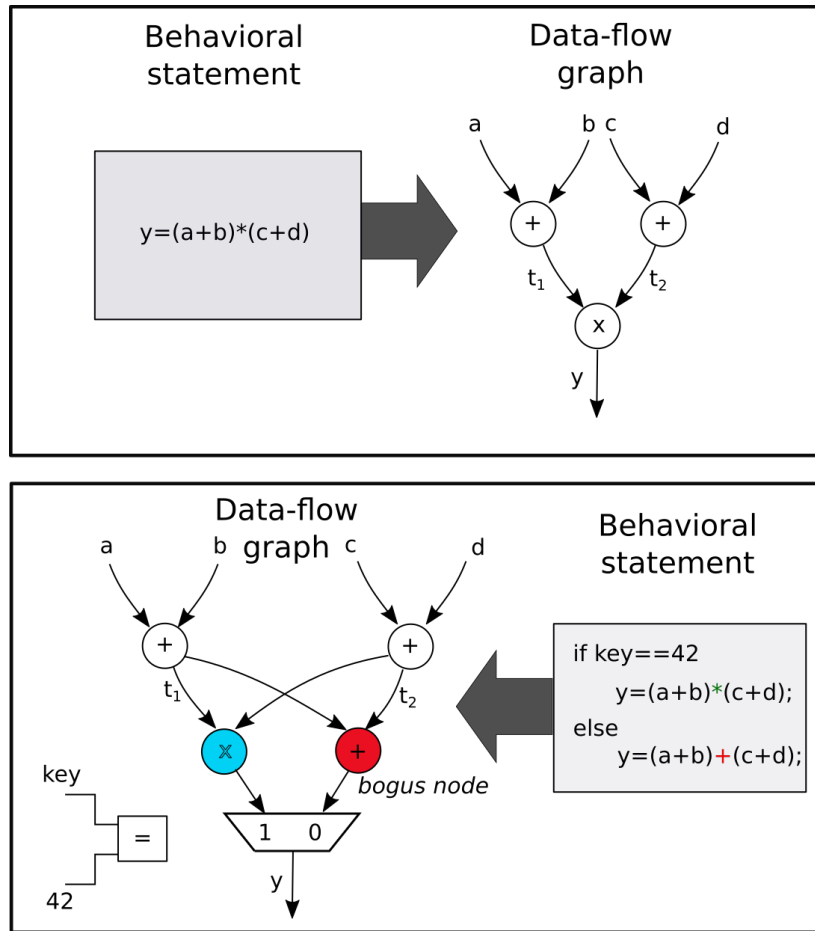 Behavioral
statement
Data-flow
graph
y=(a+b)*(c+d)
a
b
c
d
+
+
t₁
t₂
x
y
Data-flow
graph
a
b
c
d
+
+
t₁
t₂
x
+
bogus node
key
=
42
1 0
y
Behavioral
statement
if key==42
y=(a+b)*(c+d);
else
y=(a+b)+(c+d);